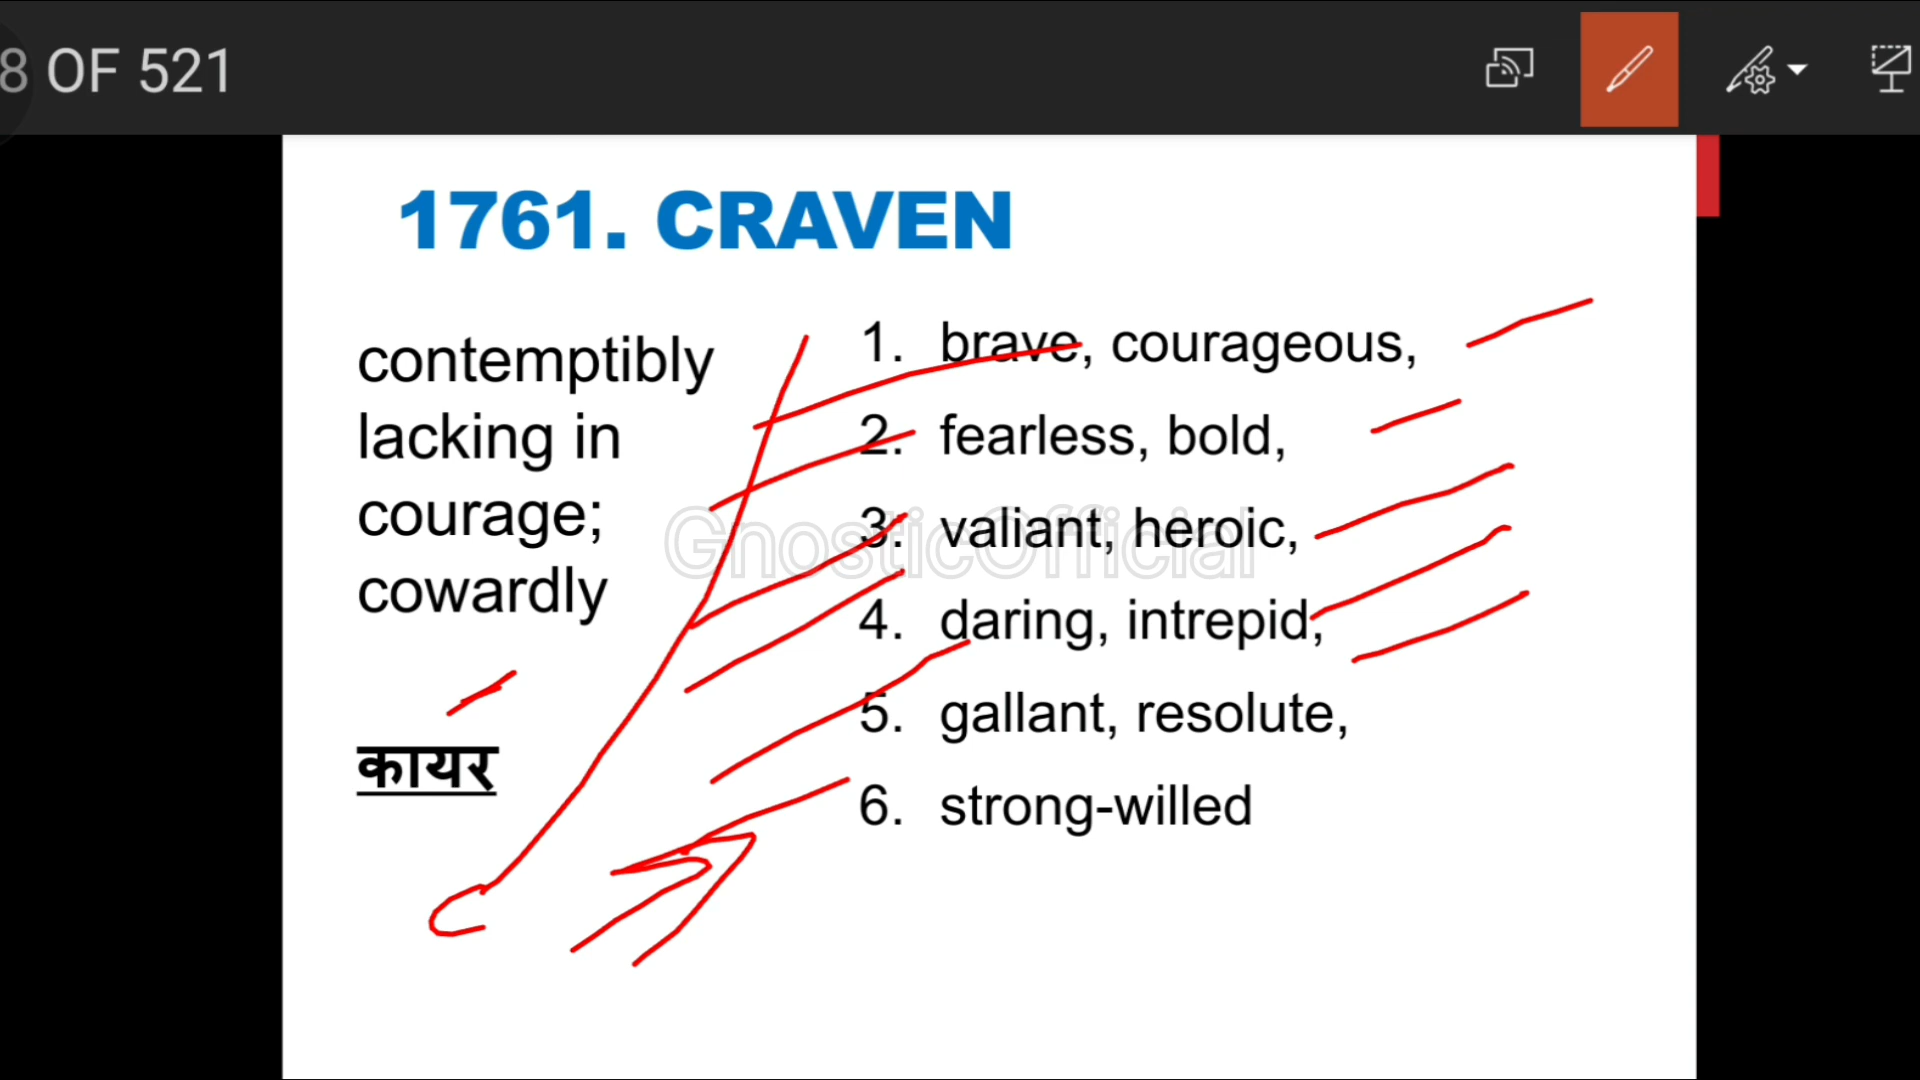 8 OF 521
1761. CRAVEN
contemptibly
lacking in
courage;
cowardly
कायर
1. brave, courageous,
2. fearless, bold,
3. valiant, heroic,
4. daring, intrepid,
5. gallant, resolute,
6. strong-willed
GnosticOfficial